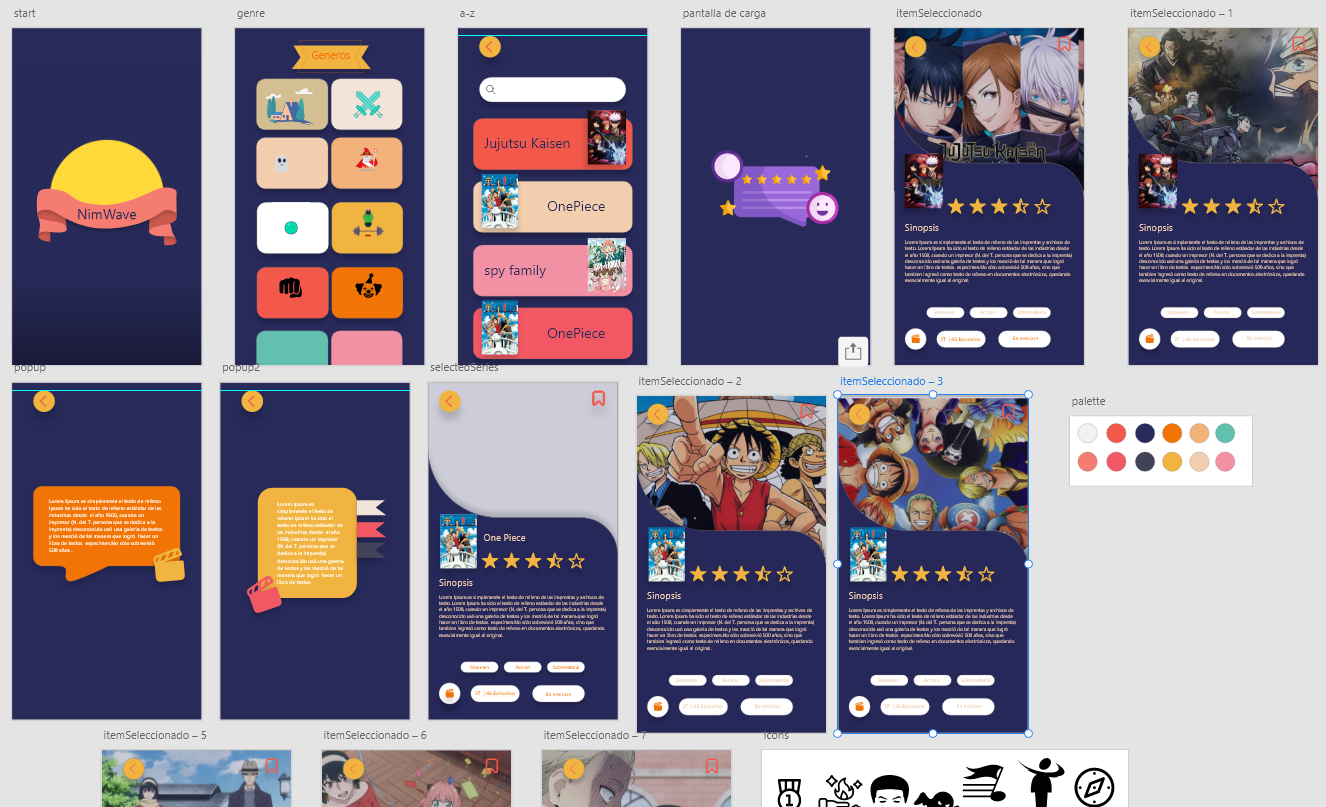 start
genre
a-z
pantalla de carga
itemSeleccionado
itemSeleccionado – 1
Generos
NimWave
Jujutsu Kaisen
OnePiece
spy family
OnePiece
JUJUTSU KAISEN
Sinopsis
Lorem Ipsum es simplemente el texto de relleno de las imprentas y archivos de
texto. Lorem Ipsum ha sido el texto de relleno estándar de las industrias desde
el año 1500, cuando un impresor (N. del T. persona que se dedica a la imprenta)
desconocido usó una galería de textos y los mezcló de tal manera que logró
hacer un libro de textos especimen.No sólo sobrevivió 500 años, sino que
tambien ingresó como texto de relleno en documentos electrónicos, quedando
esencialmente igual al original.
Shounen
Accion
Sobrenatural
2T | 48 Episodios
En emision
Sinopsis
Lorem Ipsum es simplemente el texto de relleno de las imprentas y archivos de
texto. Lorem Ipsum ha sido el texto de relleno estándar de las industrias desde
el año 1500, cuando un impresor (N. del T. persona que se dedica a la imprenta)
desconocido usó una galería de textos y los mezcló de tal manera que logró
hacer un libro de textos especimen.No sólo sobrevivió 500 años, sino que
tambien ingresó como texto de relleno en documentos electrónicos, quedando
esencialmente igual al original.
Shounen
Accion
Sobrenatural
2T | 48 Episodios
En emision
popup
popup2
selectedSeries
itemSeleccionado – 2
itemSeleccionado – 3
palette
Lorem Ipsum es simplemente el texto de relleno
Ipsum ha sido el texto de relleno estándar de las
industrias desde el año 1500, cuando un
impresor (N. del T. persona que se dedica a la
imprenta) desconocido usó una galería de textos
y los mezcló de tal manera que logró hacer un
libro de textos especimen.No sólo sobrevivió
500 años...
Lorem Ipsum es
simplemente el texto de
relleno Ipsum ha sido el
texto de relleno
estándar de las
industrias desde el año
1500, cuando un impresor
(N. del T. persona que se
dedica a la imprenta)
desconocido usó una galería
de textos y los mezcló de tal
manera que logró hacer un
libro de textos
One Piece
Sinopsis
Lorem Ipsum es simplemente el texto de relleno de las imprentas y archivos de
texto. Lorem Ipsum ha sido el texto de relleno estándar de las industrias desde
el año 1500, cuando un impresor (N. del T. persona que se dedica a la imprenta)
desconocido usó una galería de textos y los mezcló de tal manera que logró
hacer un libro de textos especimen.No sólo sobrevivió 500 años, sino que
tambien ingresó como texto de relleno en documentos electrónicos, quedando
esencialmente igual al original.
Shounen
Accion
Sobrenatural
2T | 48 Episodios
En emision
Sinopsis
Lorem Ipsum es simplemente el texto de relleno de las imprentas y archivos de
texto. Lorem Ipsum ha sido el texto de relleno estándar de las industrias desde
el año 1500, cuando un impresor (N. del T. persona que se dedica a la imprenta)
desconocido usó una galería de textos y los mezcló de tal manera que logró
hacer un libro de textos especimen.No sólo sobrevivió 500 años, sino que
tambien ingresó como texto de relleno en documentos electrónicos, quedando
esencialmente igual al original.
Shounen
Accion
Sobrenatural
2T | 48 Episodios
En emision
Sinopsis
Lorem Ipsum es simplemente el texto de relleno de las imprentas y archivos de
texto. Lorem Ipsum ha sido el texto de relleno estándar de las industrias desde
el año 1500, cuando un impresor (N. del T. persona que se dedica a la imprenta)
desconocido usó una galería de textos y los mezcló de tal manera que logró
hacer un libro de textos especimen.No sólo sobrevivió 500 años, sino que
tambien ingresó como texto de relleno en documentos electrónicos, quedando
esencialmente igual al original.
Shounen
Accion
Sobrenatural
2T | 48 Episodios
En emision
itemSeleccionado – 5
itemSeleccionado – 6
itemSeleccionado – 7
icons
1